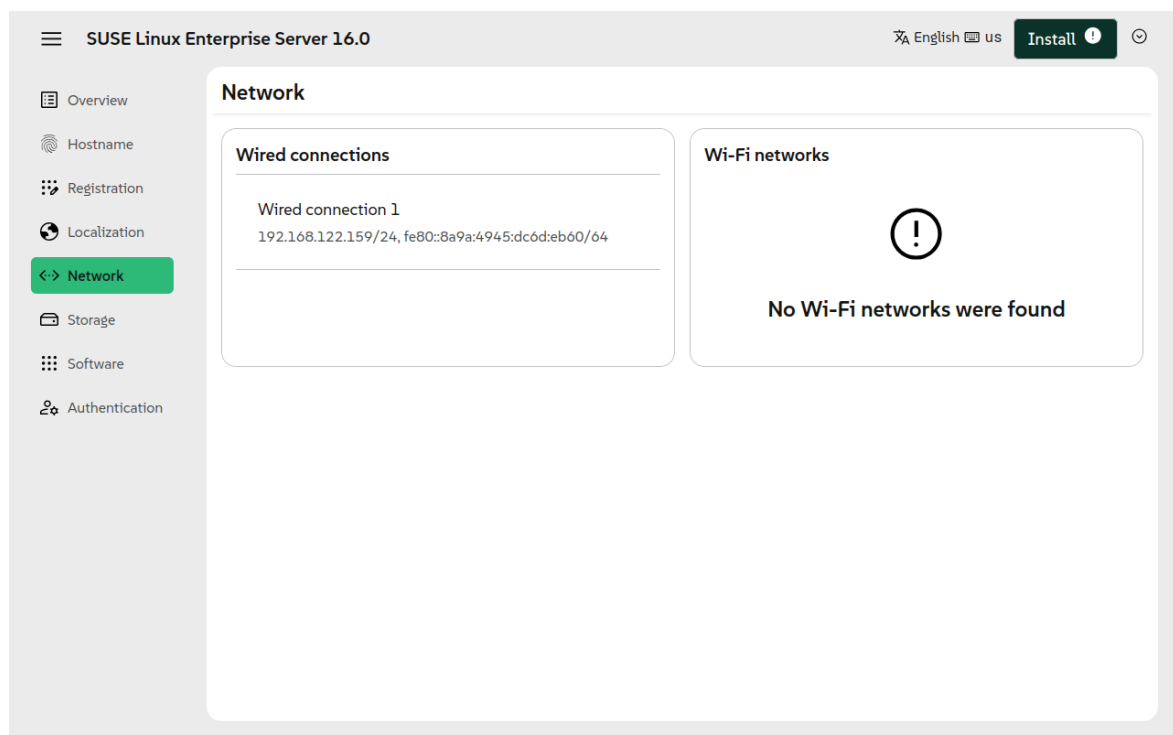 SUSE Linux Enterprise Server 16.0
English us
Install
Overview
Hostname
Registration
Localization
Network
Storage
Software
Authentication
Network
Wired connections
Wired connection 1
192.168.122.159/24, fe80::8a9a:4945:dc6d:eb60/64
Wi-Fi networks
No Wi-Fi networks were found